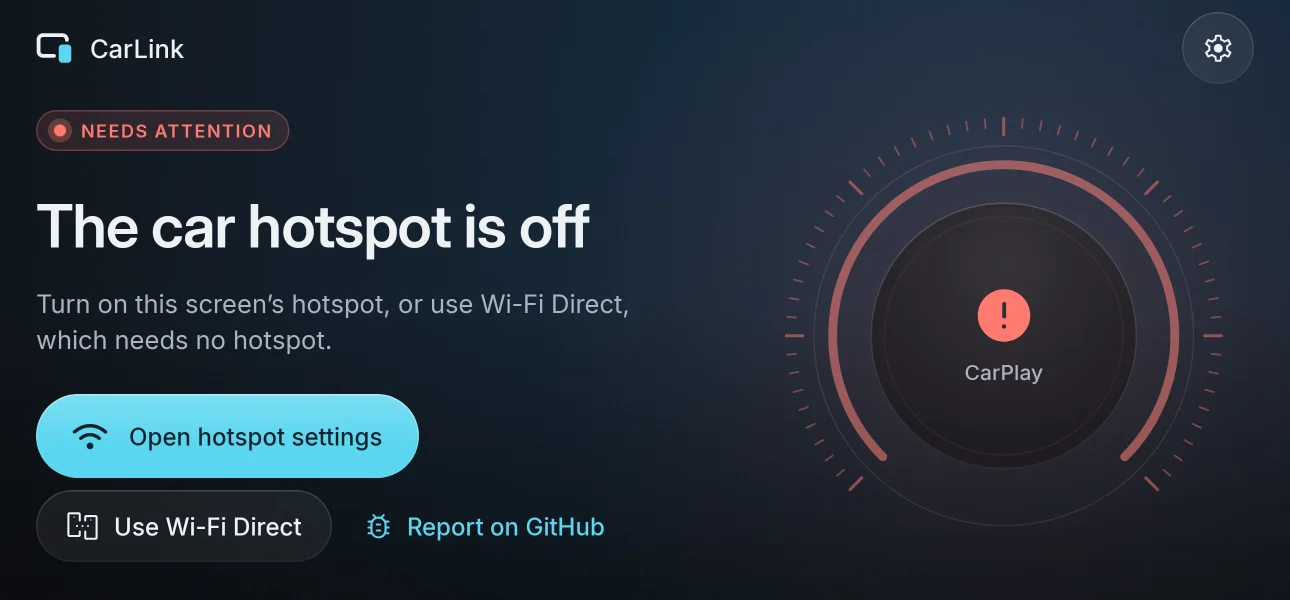 CarLink
NEEDS ATTENTION
The car hotspot is off
Turn on this screen’s hotspot, or use Wi-Fi Direct,
which needs no hotspot.
Open hotspot settings
Use Wi-Fi Direct
Report on GitHub
CarPlay